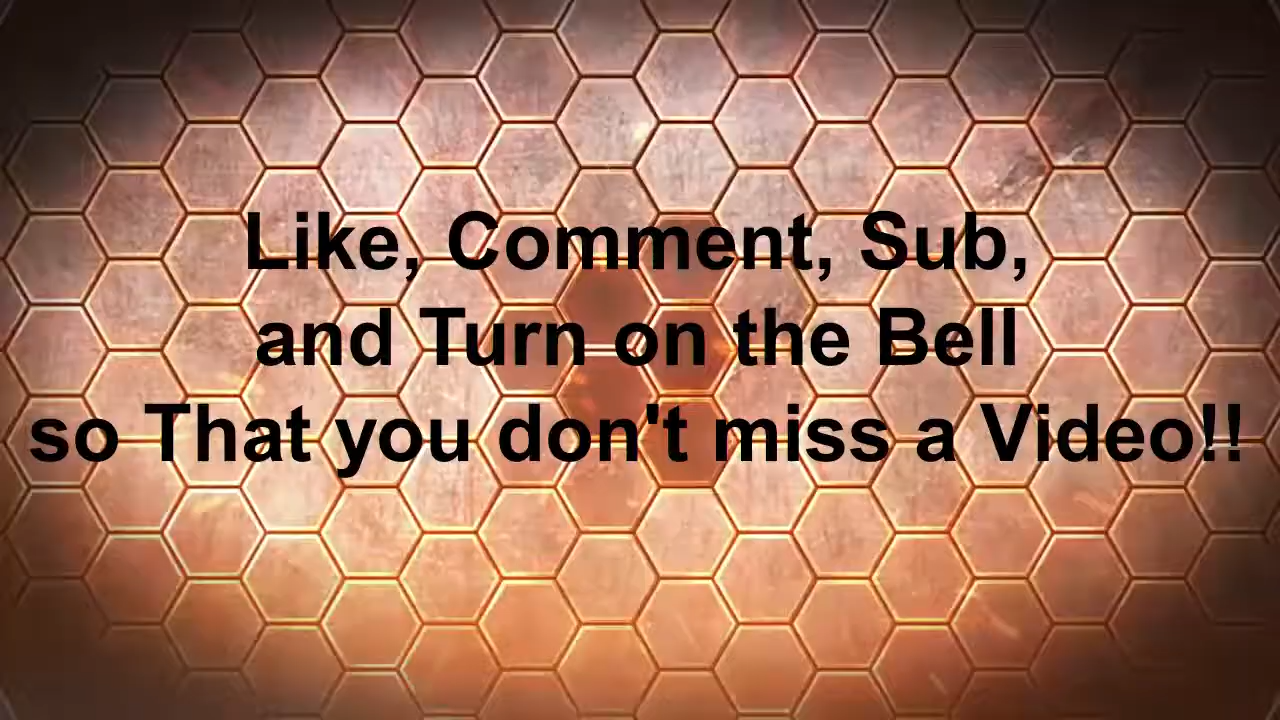 Like, Comment, Sub,
and Turn on the Bell
so That you don't miss a Video!!